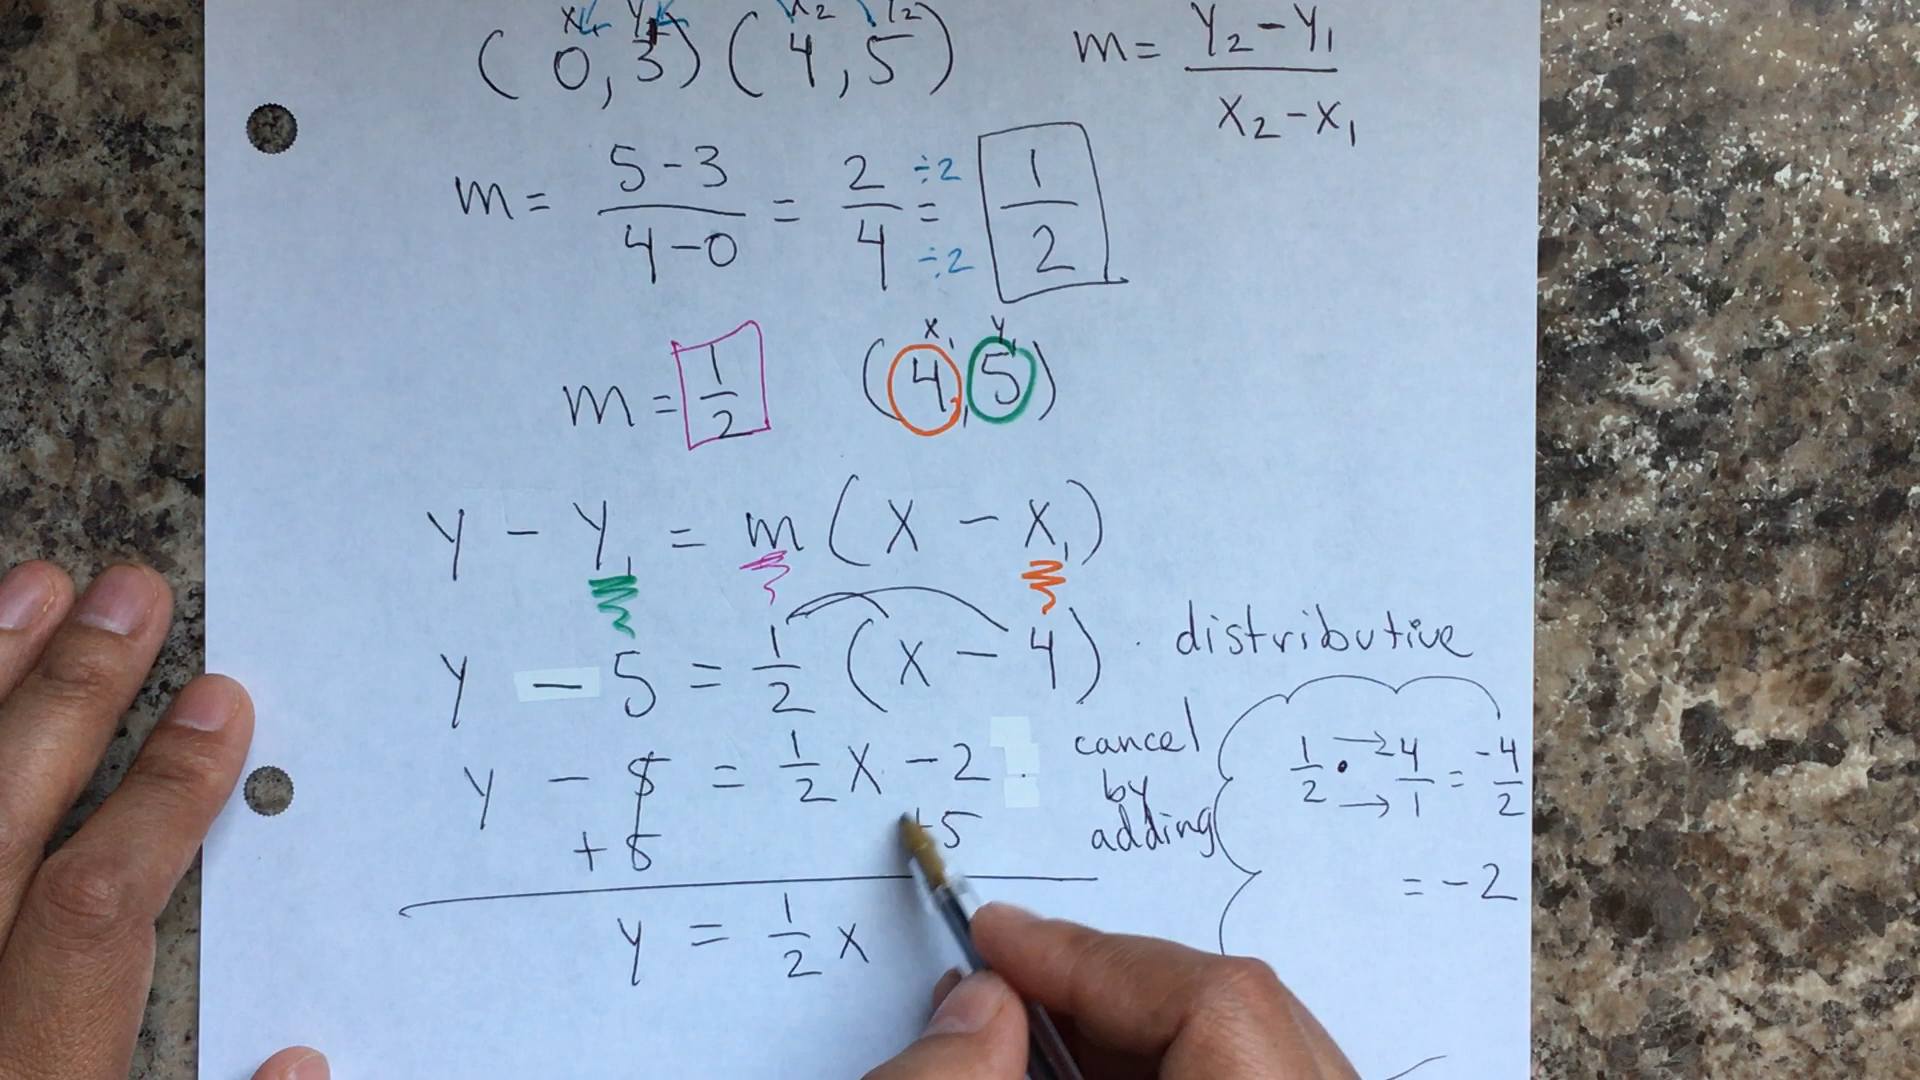 x₁ y₁ x₂ y₂
(0,3) (4,5)
m = y₂-y₁ / x₂-x₁
m = 5-3 / 4-0 = 2/4 ÷2 ÷2 = 1/2
m = 1/2
x₁ y₁
(4,5)
y - y₁ = m(x - x₁)
y - 5 = 1/2 (x - 4) · distributive
y - 5 = 1/2 x - 2
+5 +5
cancel
by
adding
1/2 · -4/1 = -4/2
= -2
y = 1/2 x